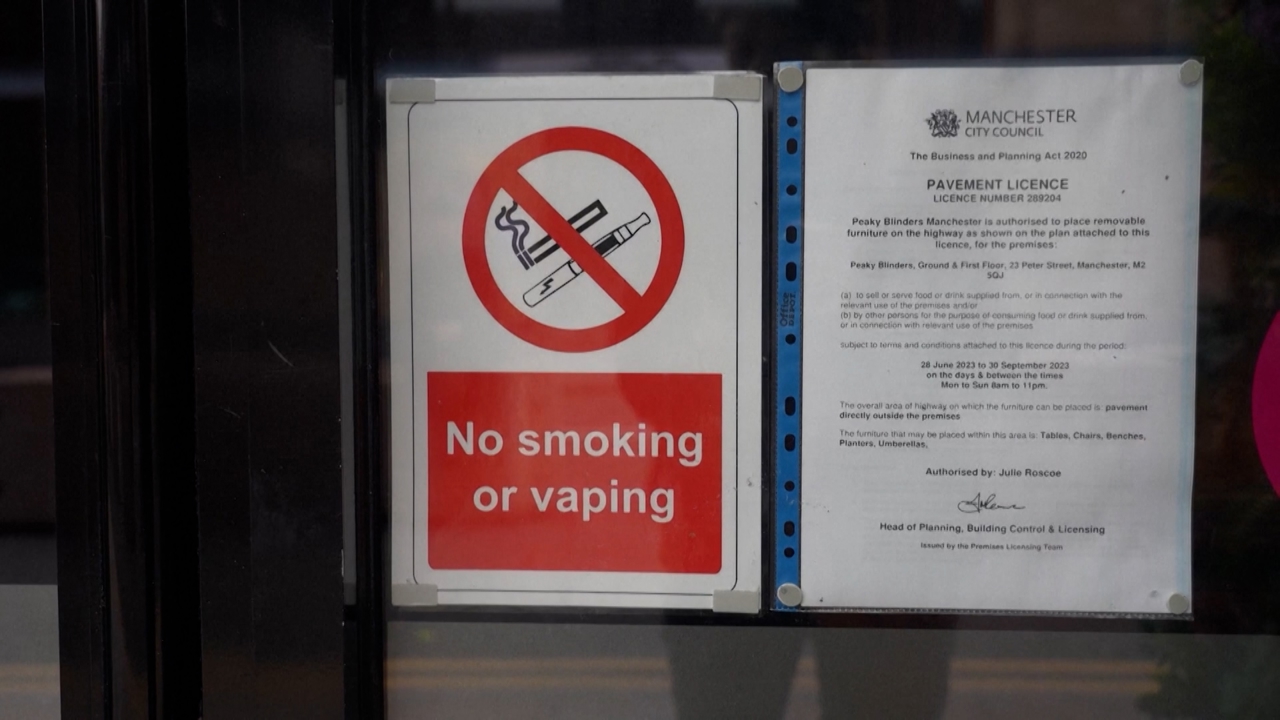 No smoking
or vaping
MANCHESTER
CITY COUNCIL
The Business and Planning Act 2020
PAVEMENT LICENCE
LICENCE NUMBER 289204
Peaky Blinders Manchester is authorised to place removable
furniture on the highway as shown on the plan attached to this
licence, for the premises:
Peaky Blinders, Ground & First Floor, 23 Peter Street, Manchester, M2
5QJ
(a) to sell or serve food or drink supplied from, or in connection with the
relevant use of the premises and/or
(b) by other persons for the purpose of consuming food or drink supplied from,
or in connection with relevant use of the premises
subject to terms and conditions attached to this licence during the period:
28 June 2023 to 30 September 2023
on the days & between the times
Mon to Sun 8am to 11pm.
The overall area of highway on which the furniture can be placed is: pavement
directly outside the premises
The furniture that may be placed within this area is: Tables, Chairs, Benches,
Planters, Umberellas,
Authorised by: Julie Roscoe
Head of Planning, Building Control & Licensing
Issued by the Premises Licensing Team
Office